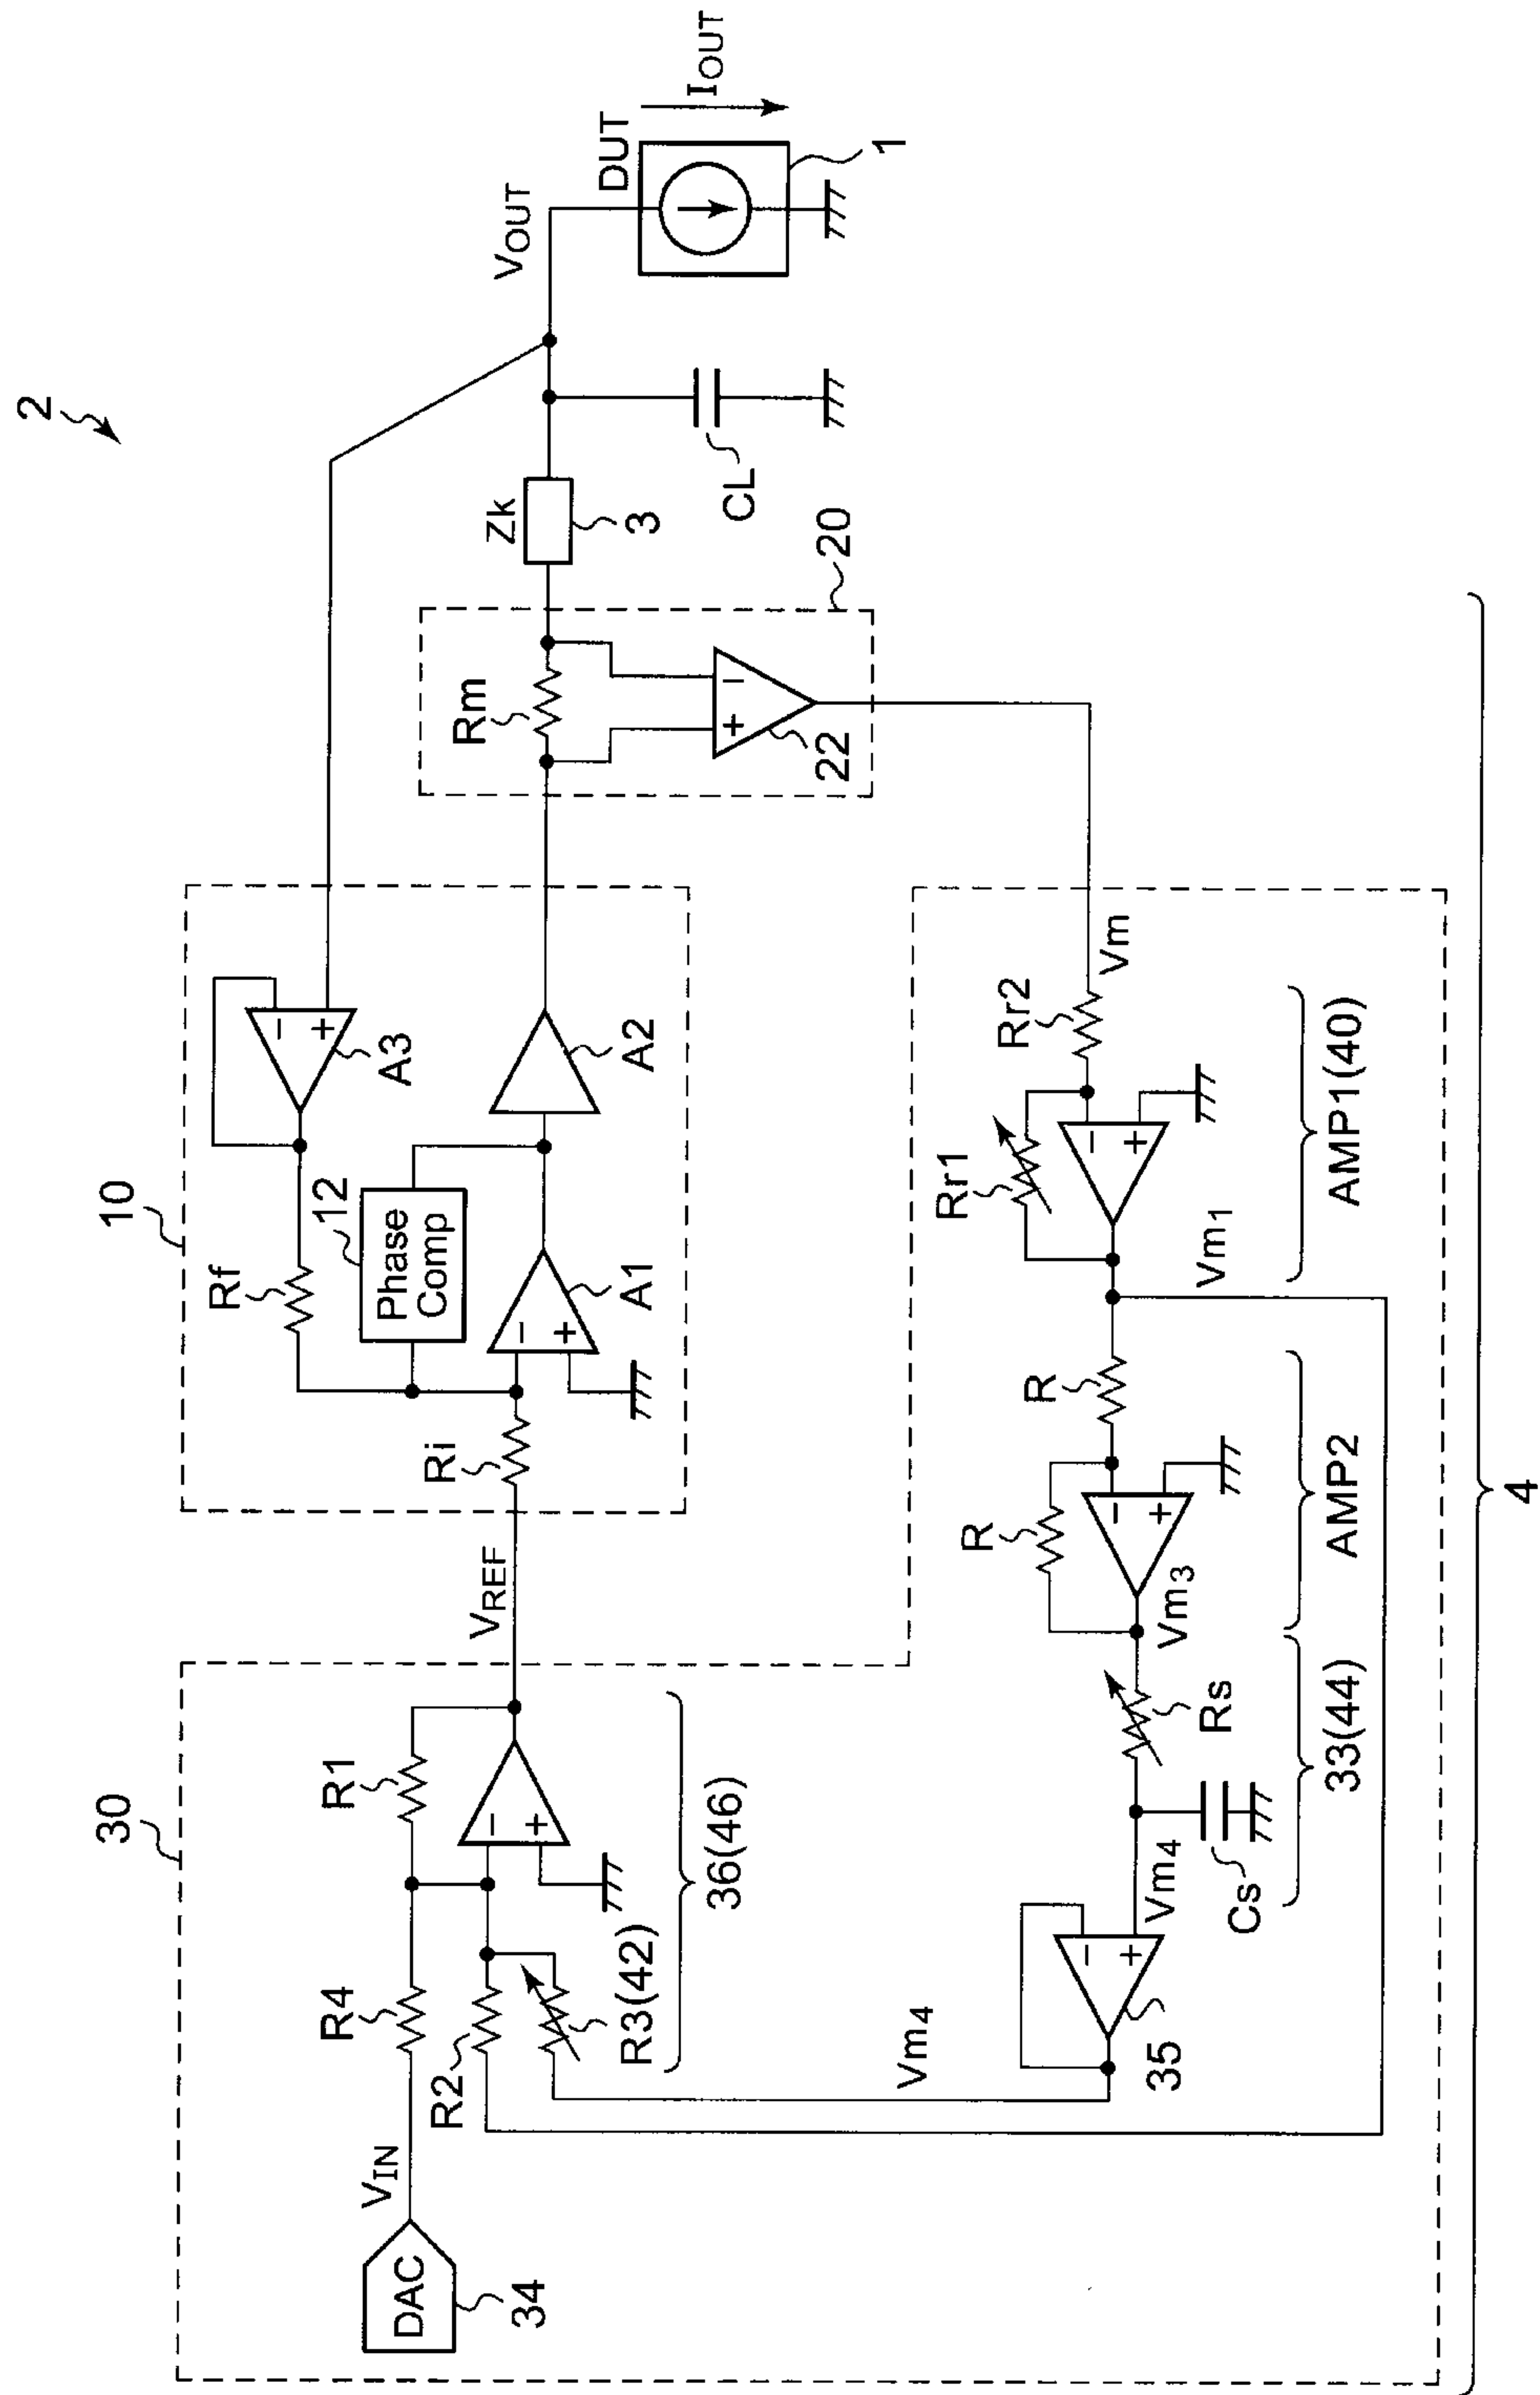 2
30
DAC
34
VIN
R4
R1
R2
R3(42)
36(46)
VREF
10
Ri
Rf
12
Phase
Comp
A1
A2
A3
Rm
22
20
Zk
3
CL
VOUT
DUT
IOUT
1
Vm
Rr2
Rr1
AMP1(40)
Vm1
R
R
AMP2
Vm3
Rs
33(44)
Cs
Vm4
35
Vm4
4